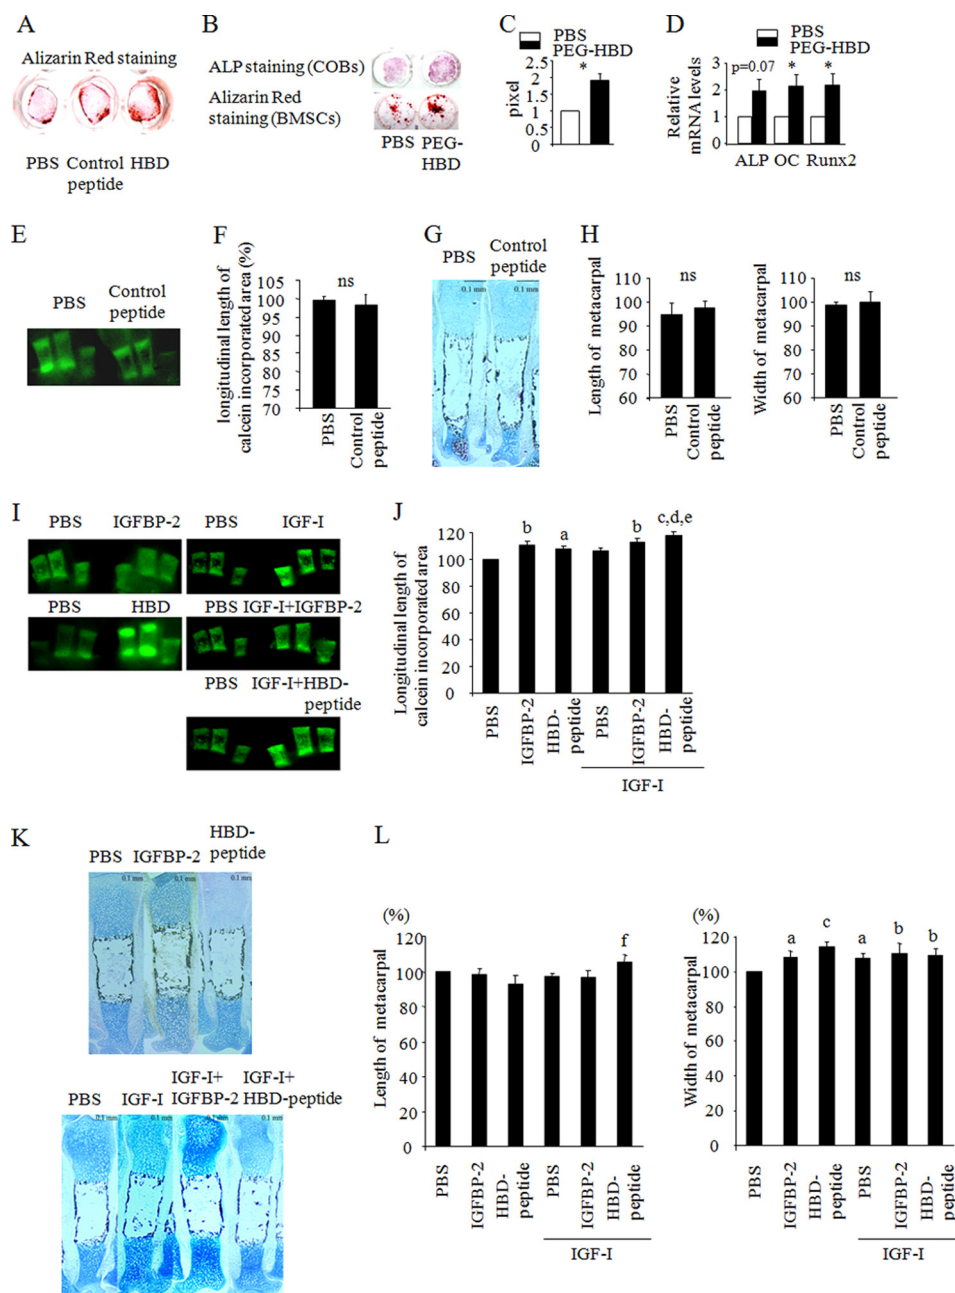 A
Alizarin Red staining
PBS Control HBD
peptide
B
ALP staining (COBs)
Alizarin Red
staining (BMSCs)
PBS PEG-
HBD
C
PBS
PEG-HBD
*
pixel
2.5
2
1.5
1
0.5
0
D
PBS
PEG-HBD
p=0.07 * *
Relative
mRNA levels
3
2
1
0
ALP OC Runx2
E
PBS Control
peptide
F
longitudinal length of
calcein incorporated area (%)
105
100
95
90
85
80
75
70
ns
PBS
Control
peptide
G
PBS Control
peptide
0.1 mm 0.1 mm
H
Length of metacarpal
110
100
90
80
70
60
ns
PBS
Control
peptide
Width of metacarpal
110
100
90
80
70
60
ns
PBS
Control
peptide
I
PBS IGFBP-2 PBS IGF-I
PBS HBD PBS IGF-I+IGFBP-2
PBS IGF-I+HBD-
peptide
J
Longitudinal length of
calcein incorporated area
120
100
80
60
40
20
0
b a b c,d,e
PBS
IGFBP-2
HBD-
peptide
PBS
IGFBP-2
HBD-
peptide
IGF-I
K
PBS IGFBP-2 HBD-
peptide
0.1 mm 0.1 mm 0.1 mm
PBS IGF-I IGF-I+
IGFBP-2 IGF-I+
HBD-peptide
0.1 mm 0.1 mm 0.1 mm 0.1 mm
L
(%)
Length of metacarpal
120
100
80
60
40
20
0
f
PBS
IGFBP-2
HBD-
peptide
PBS
IGFBP-2
HBD-
peptide
IGF-I
(%)
Width of metacarpal
120
100
80
60
40
20
0
a c a b b
PBS
IGFBP-2
HBD-
peptide
PBS
IGFBP-2
HBD-
peptide
IGF-I